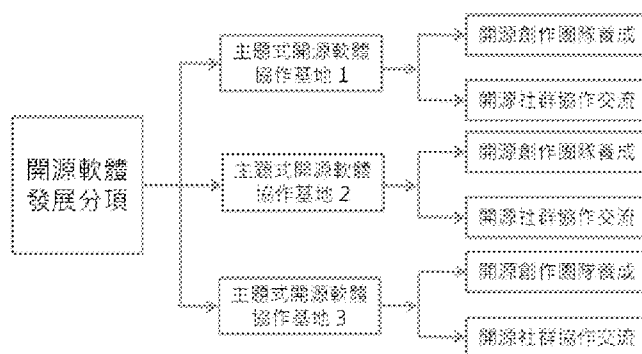 開源軟體
發展分項
主題式開源軟體
協作基地 1
開源創作團隊養成
開源社群協作交流
主題式開源軟體
協作基地 2
開源創作團隊養成
開源社群協作交流
主題式開源軟體
協作基地 3
開源創作團隊養成
開源社群協作交流